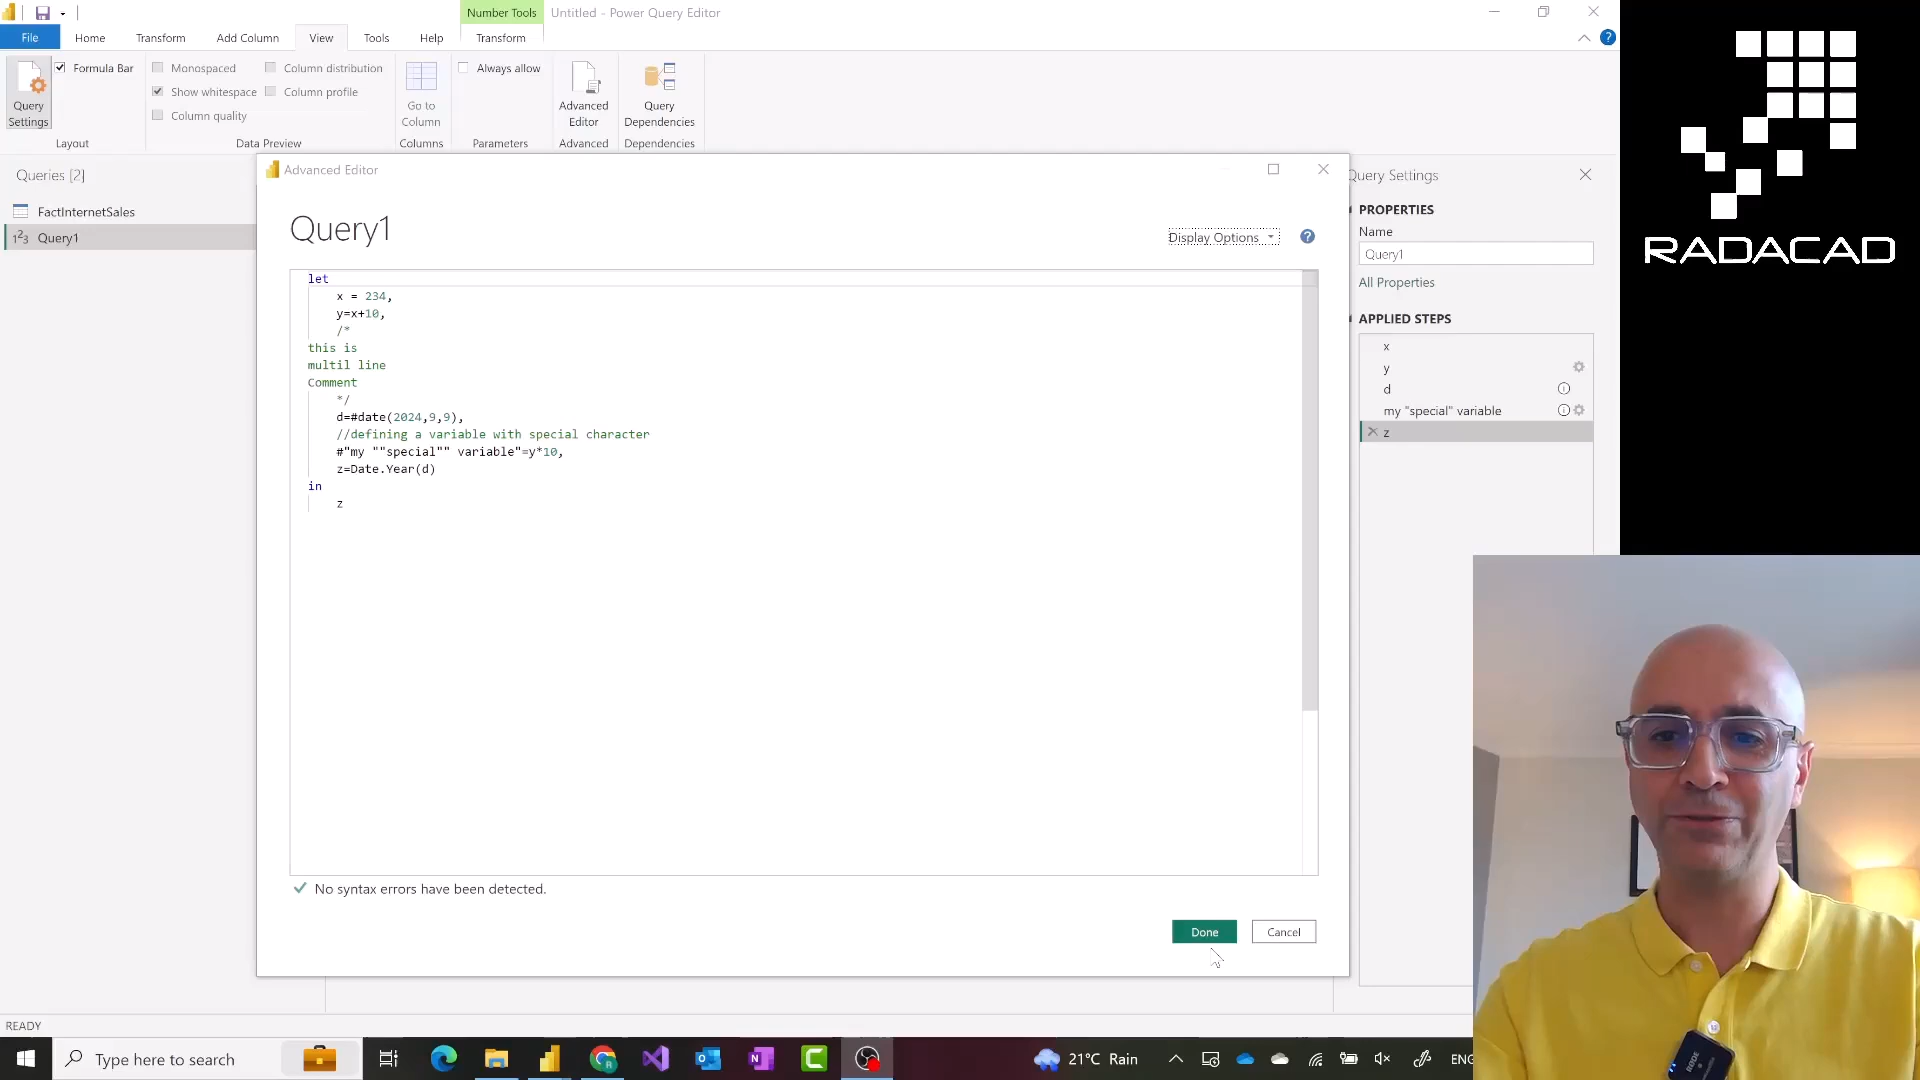 Number Tools
Untitled - Power Query Editor
File
Home
Transform
Add Column
View
Tools
Help
Transform
Query Settings
Formula Bar
Monospaced
Show whitespace
Column quality
Column distribution
Column profile
Go to Column
Always allow
Advanced Editor
Query Dependencies
Layout
Data Preview
Columns
Parameters
Advanced
Dependencies
Queries [2]
FactInternetSales
1²3 Query1
Advanced Editor
Query1
Display Options
?
let
x = 234,
y=x+10,
/*
this is
multil line
Comment
*/
d=#date(2024,9,9),
//defining a variable with special character
#"my ""special"" variable"=y*10,
z=Date.Year(d)
in
z
No syntax errors have been detected.
Done
Cancel
Query Settings
PROPERTIES
Name
Query1
All Properties
APPLIED STEPS
x
y
d
my "special" variable
z
RADACAD
RODE
READY
Type here to search
21°C Rain
ENG